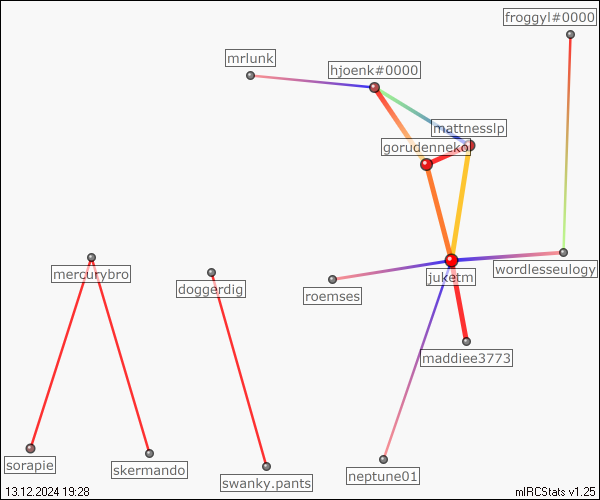 froggyl#0000
mrlunk
hjoenk#0000
mattnesslp
gorudenneko
mercurybro
doggerdig
wordlesseulogy
juketm
roemses
maddiee3773
sorapie
skermando
swanky.pants
neptune01
13.12.2024 19:28
mIRCStats v1.25